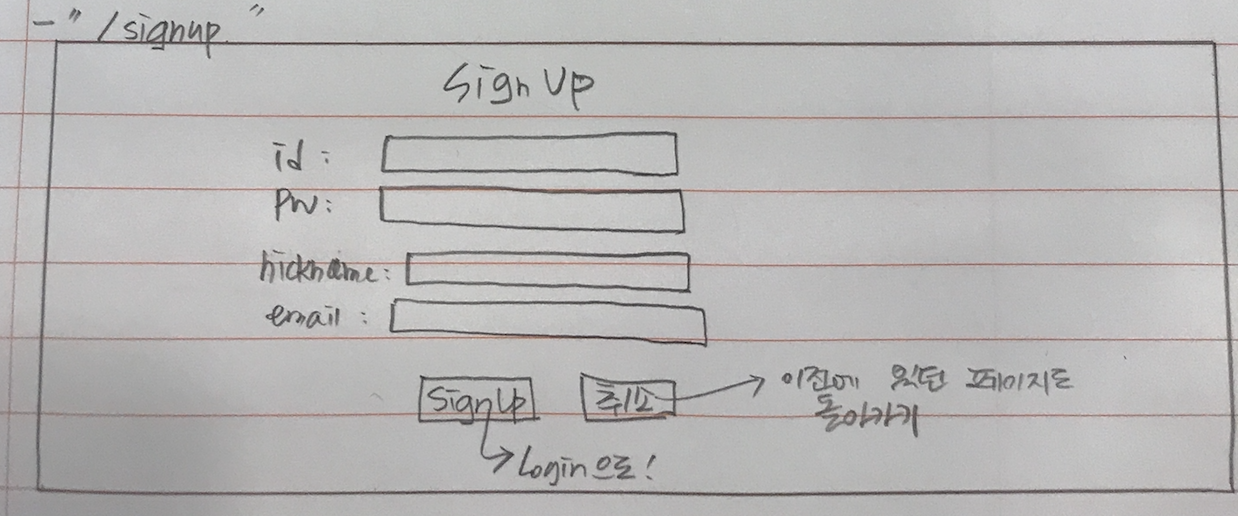 - "/signup"
Sign Up
id :
PW :
nickname :
email :
Sign Up 취소 → 이전에 왔던 페이지로
돌아가기
→ Login으로!